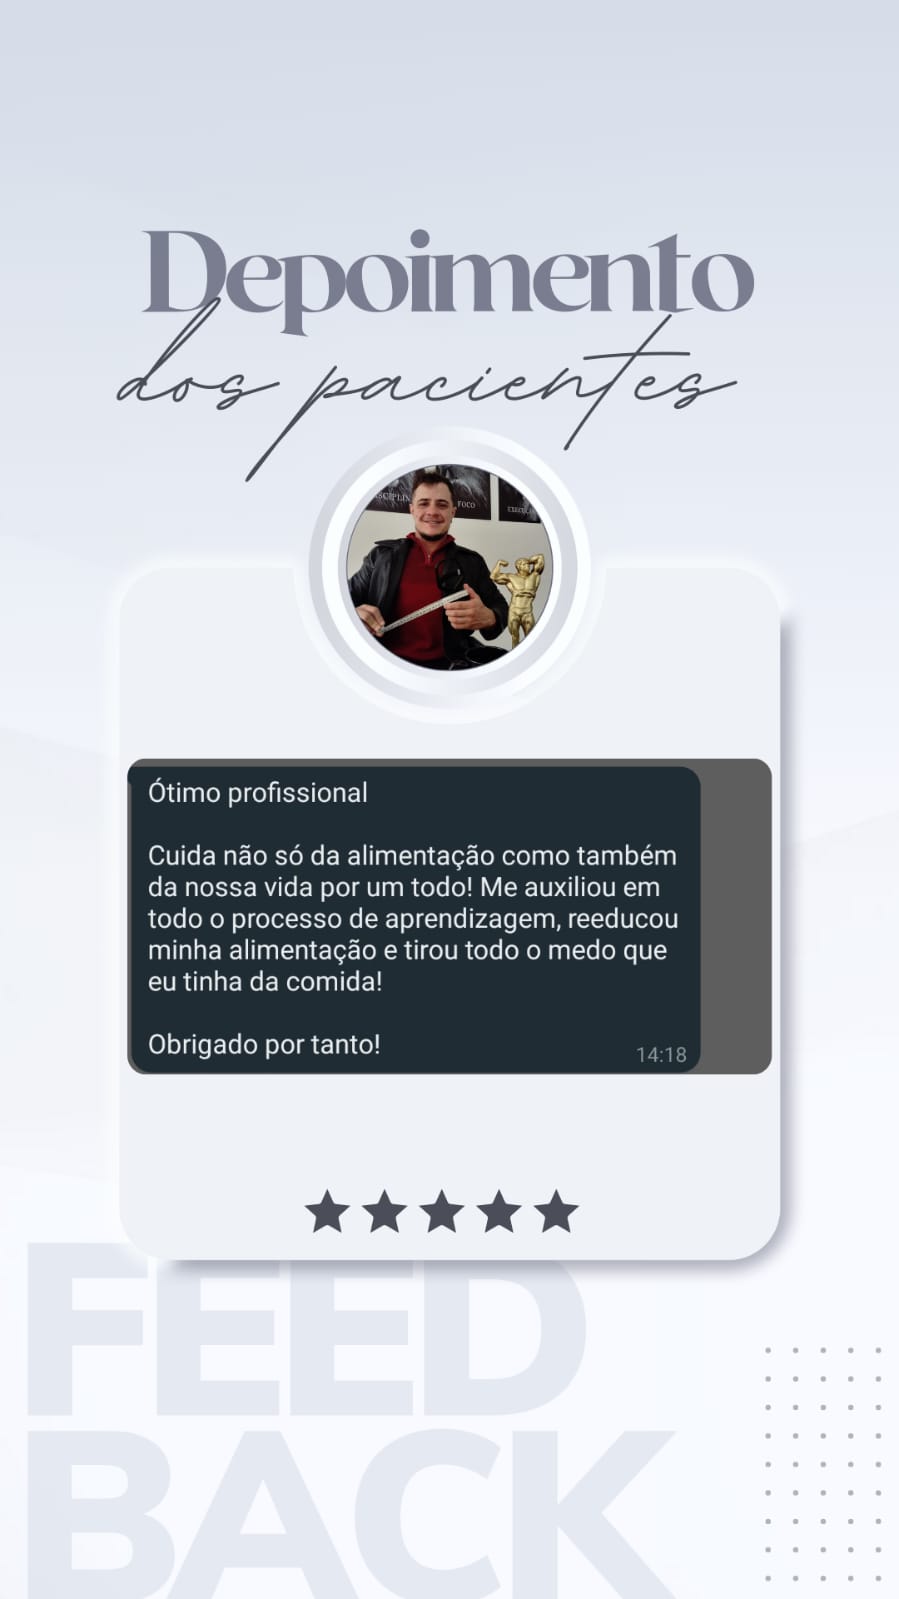 Depoimento
dos pacientes
FOCO
Ótimo profissional
Cuida não só da alimentação como também
da nossa vida por um todo! Me auxiliou em
todo o processo de aprendizagem, reeducou
minha alimentação e tirou todo o medo que
eu tinha da comida!
Obrigado por tanto!
14:18
FEED
BACK